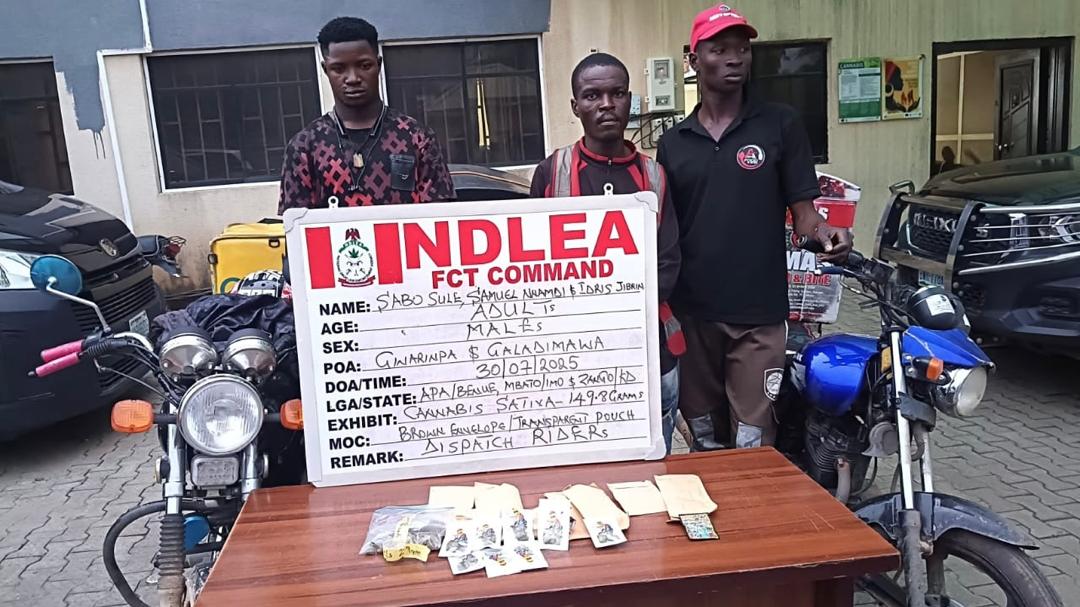 NDLEA
FCT COMMAND
NAME: SABO SULE, SAMUEL NNAMDI & IDRIS JIBRIN
AGE: ADULTS
SEX: MALES
POA: GWARINPA & GALADIMAWA
DOA/TIME: 30/07/2025
LGA/STATE: APA/BENUE, MBATO/IMO & ZANGO/KD
EXHIBIT: CANNABIS SATIVA - 149.8 GRAMS
MOC: BROWN ENVELOPE/TRANSPARENT POUCH
REMARK: DISPATCH RIDERS
CANNABIS